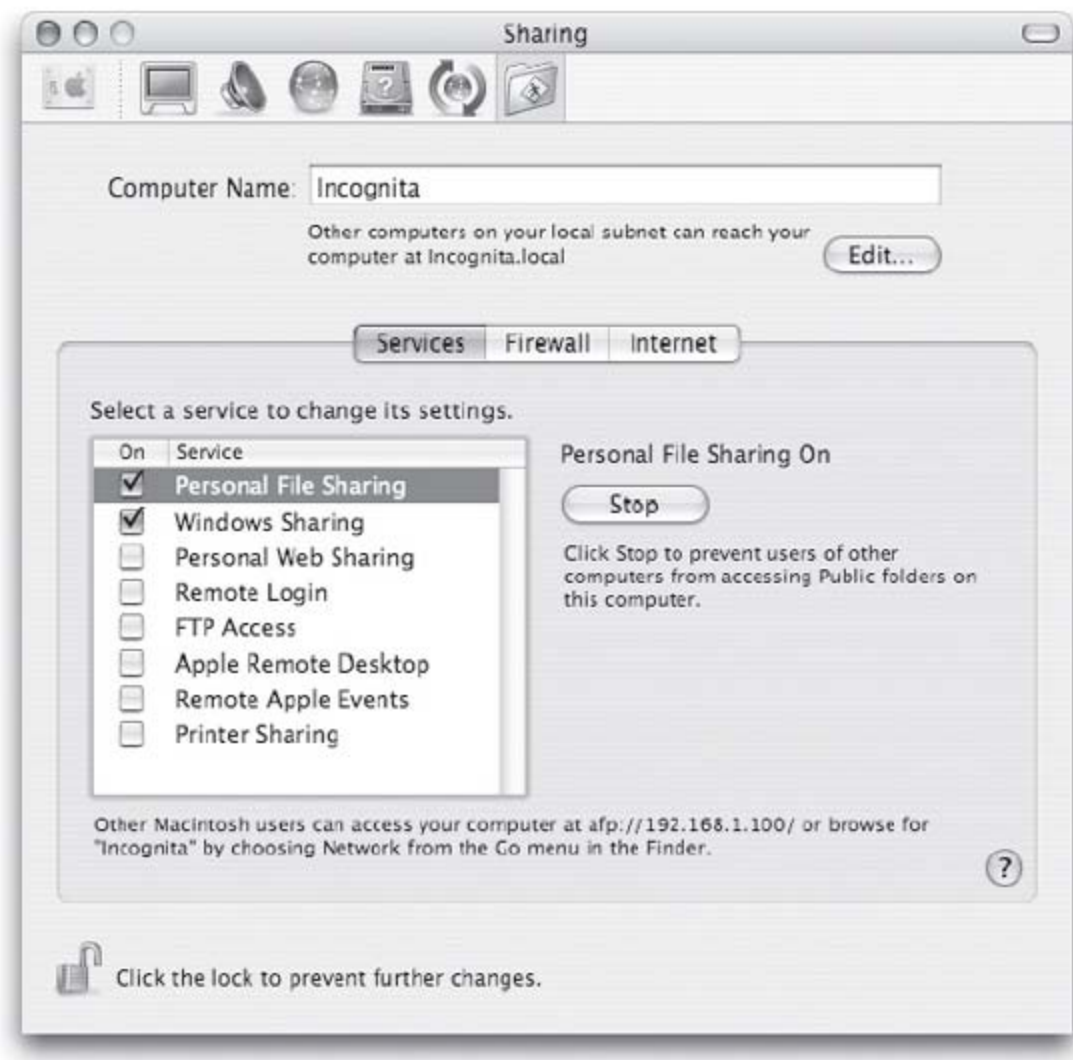 Sharing
Computer Name: Incognita
Other computers on your local subnet can reach your
computer at Incognita.local
Edit...
Services Firewall Internet
Select a service to change its settings.
On Service
Personal File Sharing
Windows Sharing
Personal Web Sharing
Remote Login
FTP Access
Apple Remote Desktop
Remote Apple Events
Printer Sharing
Personal File Sharing On
Stop
Click Stop to prevent users of other
computers from accessing Public folders on
this computer.
Other Macintosh users can access your computer at afp://192.168.1.100/ or browse for
"Incognita" by choosing Network from the Go menu in the Finder.
?
Click the lock to prevent further changes.